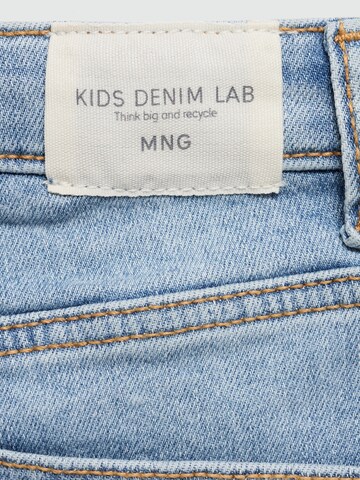 KIDS DENIM LAB
Think big and recycle
MNG